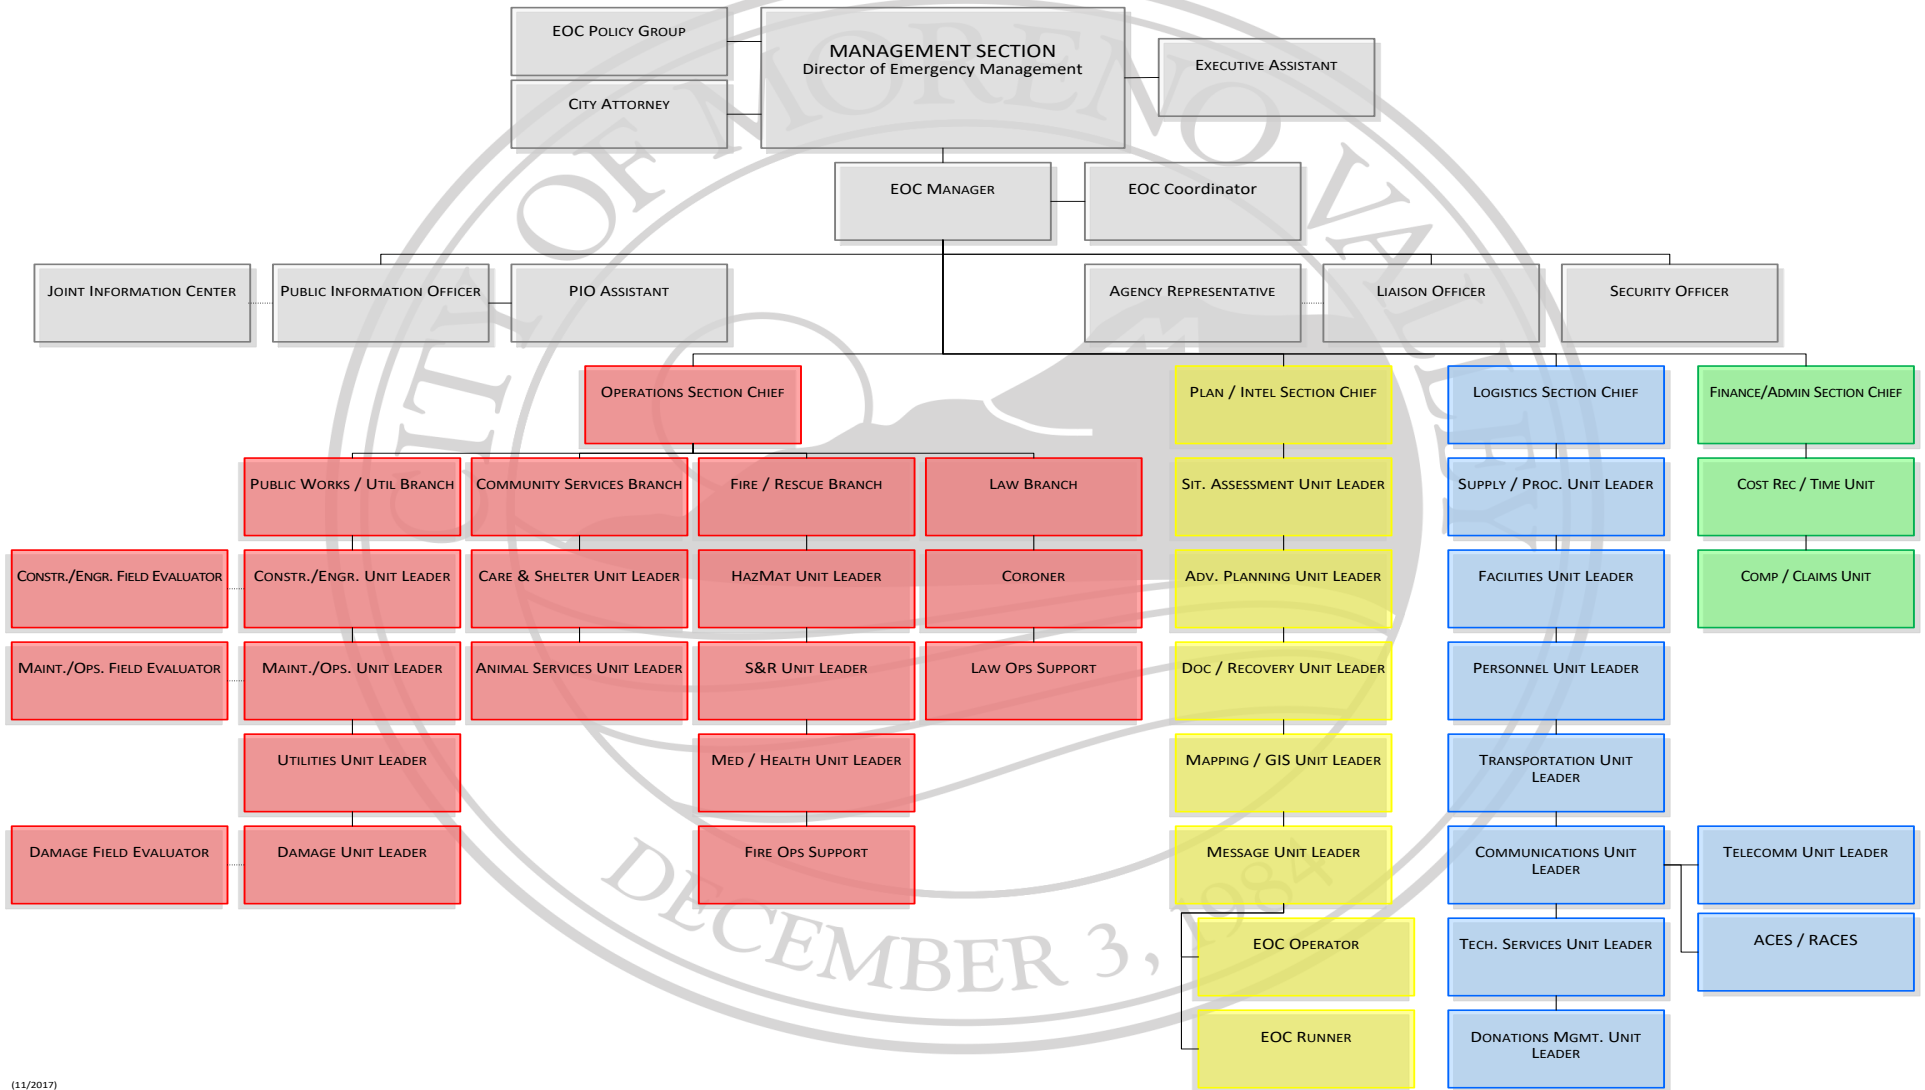 EOC POLICY GROUP
MANAGEMENT SECTION
Director of Emergency Management
EXECUTIVE ASSISTANT
CITY ATTORNEY
EOC MANAGER
EOC Coordinator
JOINT INFORMATION CENTER
PUBLIC INFORMATION OFFICER
PIO ASSISTANT
AGENCY REPRESENTATIVE
LIAISON OFFICER
SECURITY OFFICER
OPERATIONS SECTION CHIEF
PLAN / INTEL SECTION CHIEF
LOGISTICS SECTION CHIEF
FINANCE/ADMIN SECTION CHIEF
PUBLIC WORKS / UTIL BRANCH
COMMUNITY SERVICES BRANCH
FIRE / RESCUE BRANCH
LAW BRANCH
SIT. ASSESSMENT UNIT LEADER
SUPPLY / PROC. UNIT LEADER
COST REC / TIME UNIT
CONSTR./ENGR. FIELD EVALUATOR
CONSTR./ENGR. UNIT LEADER
CARE & SHELTER UNIT LEADER
HAZMAT UNIT LEADER
CORONER
ADV. PLANNING UNIT LEADER
FACILITIES UNIT LEADER
COMP / CLAIMS UNIT
MAINT./OPS. FIELD EVALUATOR
MAINT./OPS. UNIT LEADER
ANIMAL SERVICES UNIT LEADER
S&R UNIT LEADER
LAW OPS SUPPORT
DOC / RECOVERY UNIT LEADER
PERSONNEL UNIT LEADER
UTILITIES UNIT LEADER
MED / HEALTH UNIT LEADER
MAPPING / GIS UNIT LEADER
TRANSPORTATION UNIT
LEADER
DAMAGE FIELD EVALUATOR
DAMAGE UNIT LEADER
FIRE OPS SUPPORT
MESSAGE UNIT LEADER
COMMUNICATIONS UNIT
LEADER
TELECOMM UNIT LEADER
EOC OPERATOR
TECH. SERVICES UNIT LEADER
ACES / RACES
EOC RUNNER
DONATIONS MGMT. UNIT
LEADER
CITY OF MORENO VALLEY
DECEMBER 3, 1984
(11/2017)